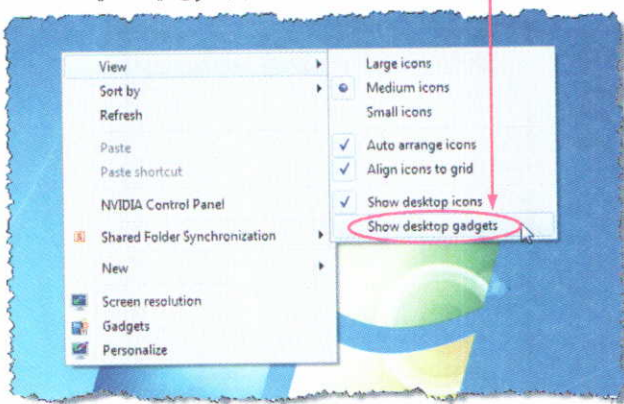 View
Sort by
Refresh
Paste
Paste shortcut
NVIDIA Control Panel
Shared Folder Synchronization
New
Screen resolution
Gadgets
Personalize
Large icons
Medium icons
Small icons
Auto arrange icons
Align icons to grid
Show desktop icons
Show desktop gadgets